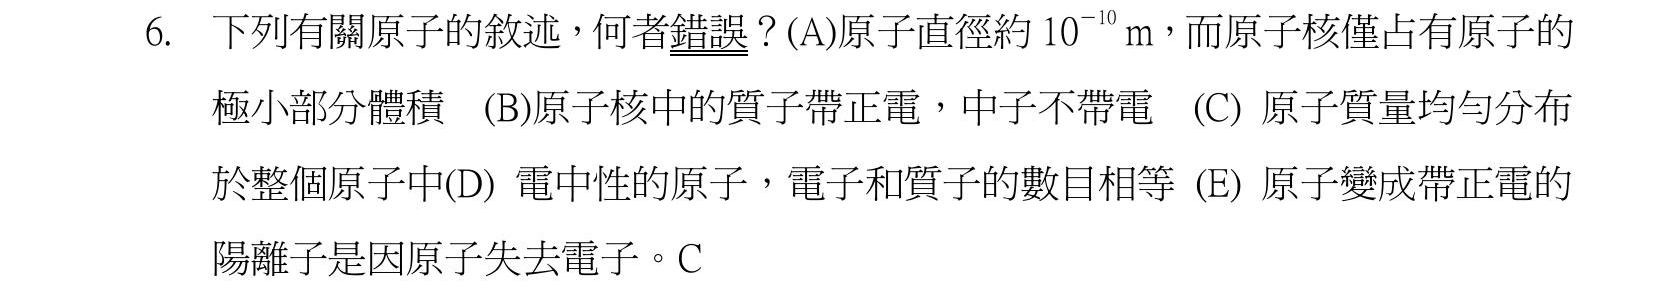 6. 下列有關原子的敘述，何者錯誤？(A)原子直徑約 10⁻¹⁰ m，而原子核僅占有原子的
極小部分體積 (B)原子核中的質子帶正電，中子不帶電 (C) 原子質量均勻分布
於整個原子中(D) 電中性的原子，電子和質子的數目相等 (E) 原子變成帶正電的
陽離子是因原子失去電子。C